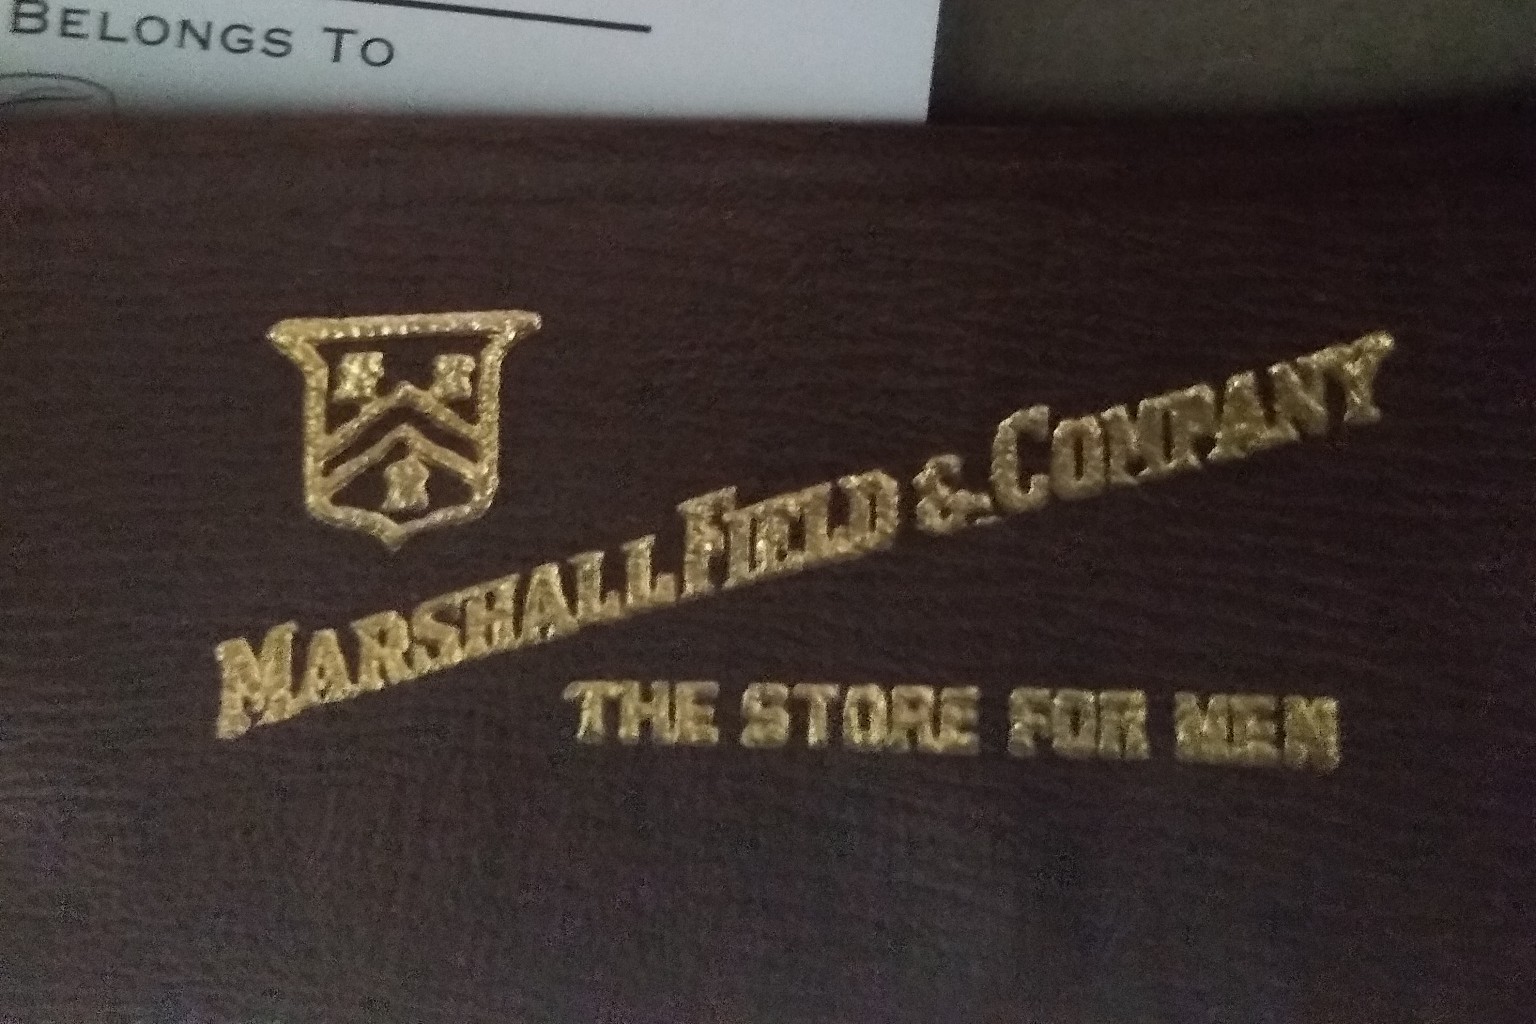 BELONGS TO
MARSHALL FIELD & COMPANY
THE STORE FOR MEN